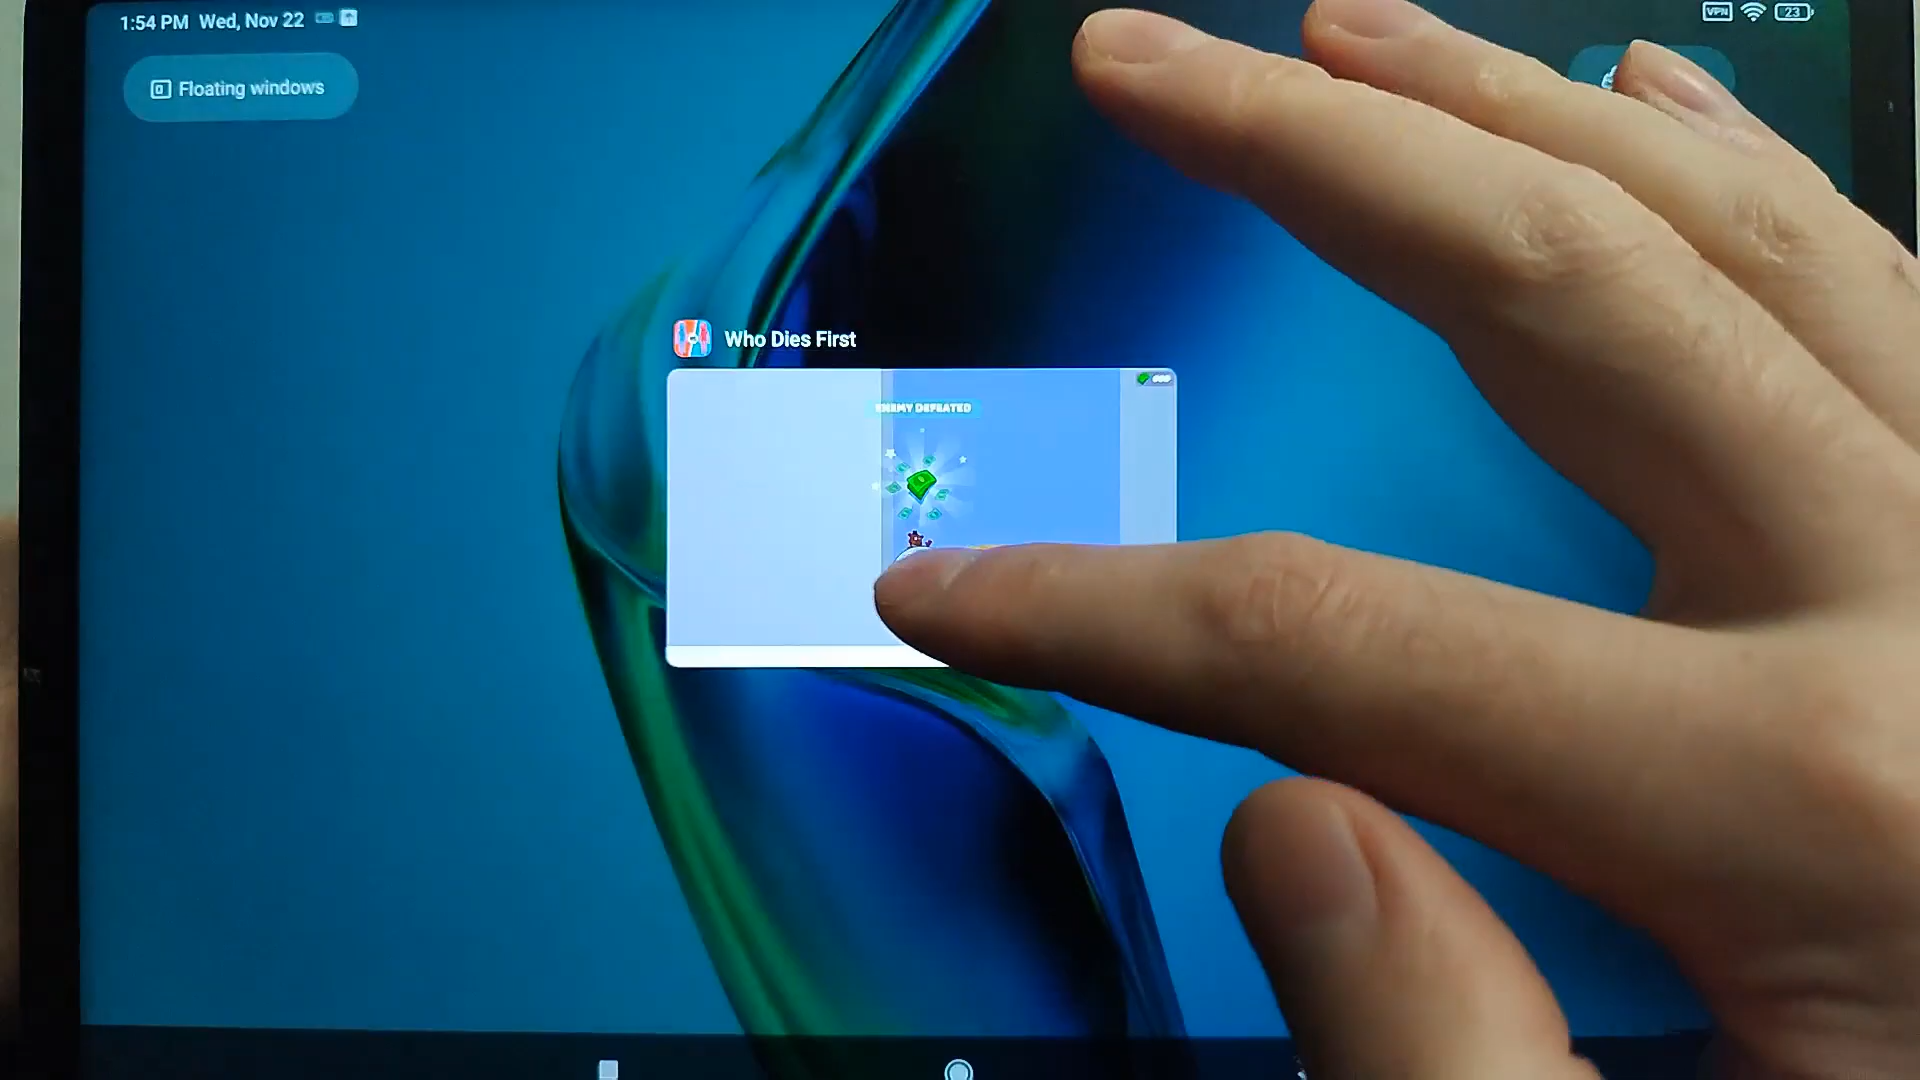 1:54 PM Wed, Nov 22
VPN
23
Floating windows
Who Dies First
ENEMY DEFEATED